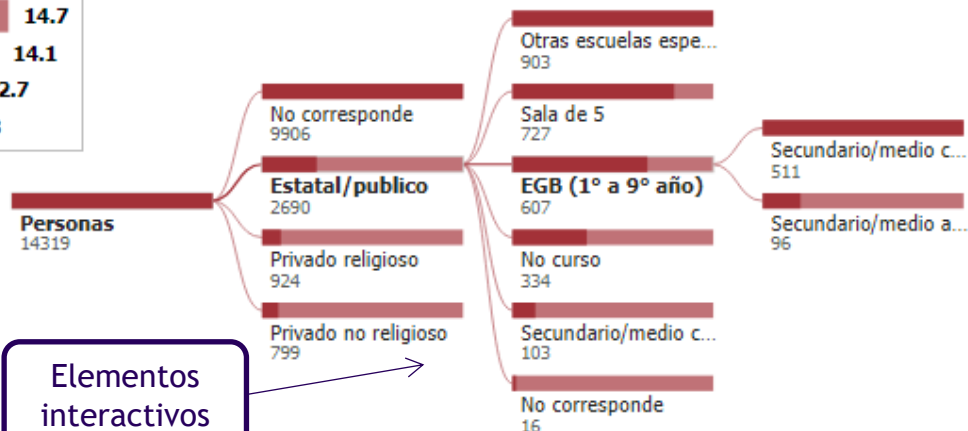 14.7
14.1
2.7
Personas
14319
No corresponde
9906
Estatal/publico
2690
Privado religioso
924
Privado no religioso
799
Otras escuelas espe...
903
Sala de 5
727
EGB (1° a 9° año)
607
No curso
334
Secundario/medio c...
103
No corresponde
16
Secundario/medio c...
511
Secundario/medio a...
96
Elementos
interactivos